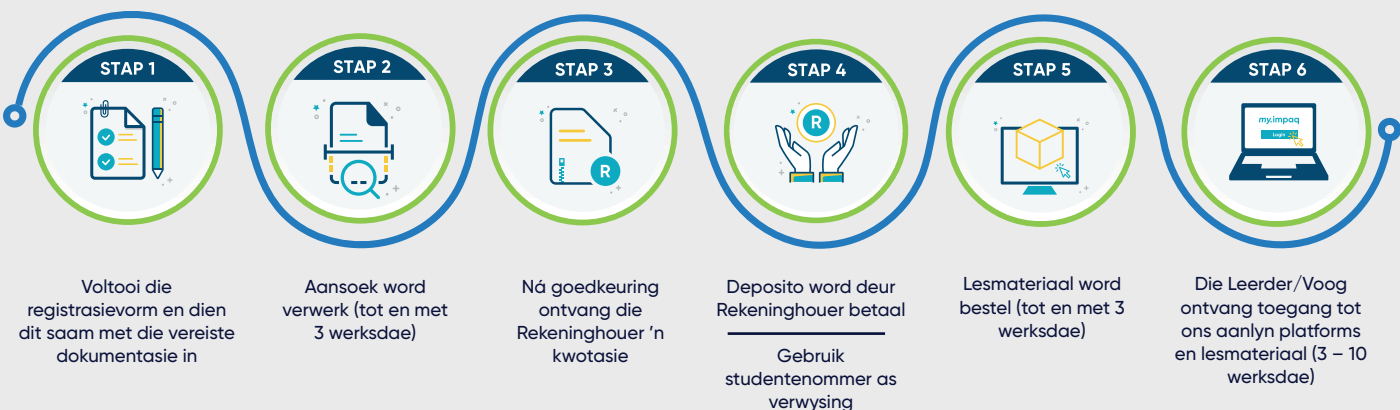 STAP 1
Voltooi die
registrasievorm en dien
dit saam met die vereiste
dokumentasie in
STAP 2
Aansoek word
verwerk (tot en met
3 werksdae)
STAP 3
R
Ná goedkeuring
ontvang die
Rekeninghouer 'n
kwotasie
STAP 4
R
Deposito word deur
Rekeninghouer betaal
Gebruik
studentenommer as
verwysing
STAP 5
Lesmateriaal word
bestel (tot en met 3
werksdae)
STAP 6
my.impaq
Login
Die Leerder/Voog
ontvang toegang tot
ons aanlyn platforms
en lesmateriaal (3 – 10
werksdae)